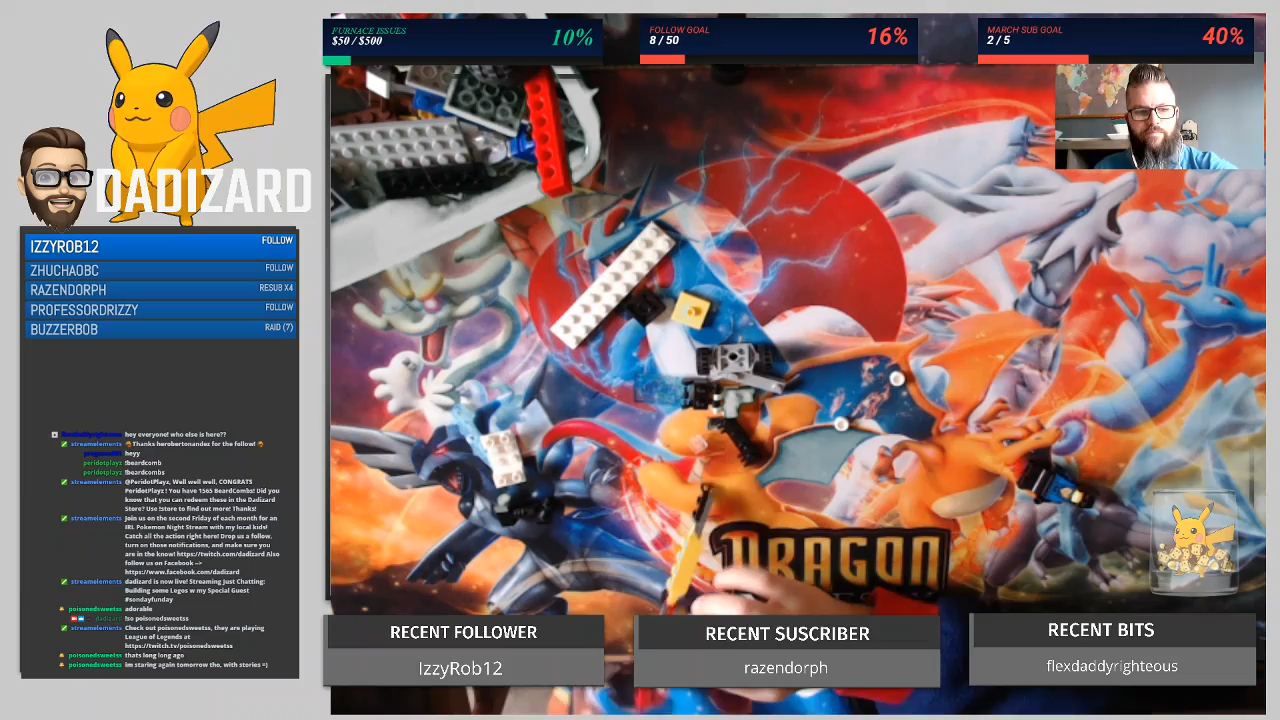 FURNACE ISSUES
$50 / $500
10%
FOLLOW GOAL
8 / 50
16%
MARCH SUB GOAL
2 / 5
40%
DADIZARD
IZZYROB12 FOLLOW
ZHUCHAOBC FOLLOW
RAZENDORPH RESUB X4
PROFESSORDRIZZY FOLLOW
BUZZERBOB RAID (7)
hey everyone! who else is here??
streamelements Thanks herobertonandez for the follow!
heyy
peridotplayz !beardcomb
peridotplayz !beardcombs
streamelements @PeridotPlayz, Well well well, CONGRATS
PeridotPlayz ! You have 1565 BeardCombs! Did you
know that you can redeem these in the Dadizard
Store? Use !store to find out more! Thanks!
streamelements Join us on the second Friday of each month for an
IRL Pokemon Night Stream with my local kids!
Catch all the action right here! Drop us a follow.
turn on those notifications, and make sure you
are in the know! https://twitch.com/dadizard Also
follow us on Facebook -->
https://www.facebook.com/dadizard
streamelements dadizard is now live! Streaming Just Chatting:
Building some Legos w my Special Guest
#sondayfunday
poisonedsweetss adorable
dadizard !so poisonedsweetss
streamelements Check out poisonedsweetss, they are playing
League of Legends at
https://twitch.tv/poisonedsweetss
poisonedsweetss thats long long ago
poisonedsweetss im staring again tomorrow tho, with stories =)
DRAGON
RECENT FOLLOWER
IzzyRob12
RECENT SUSCRIBER
razendorph
RECENT BITS
flexdaddyrighteous